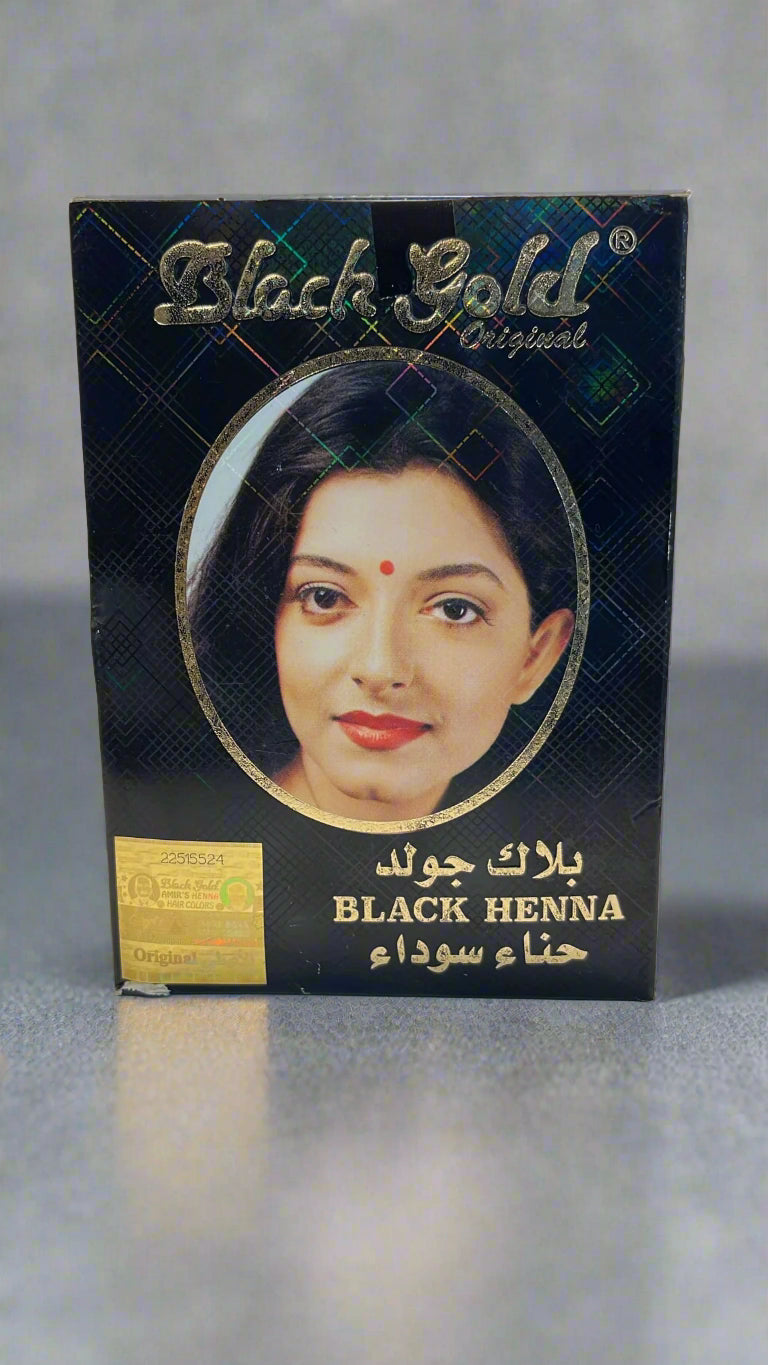 Black Gold ®
Original
بلاك جولد
BLACK HENNA
حناء سوداء
22515524
Black Gold
AMIR'S HENNA
HAIR COLORS
Original